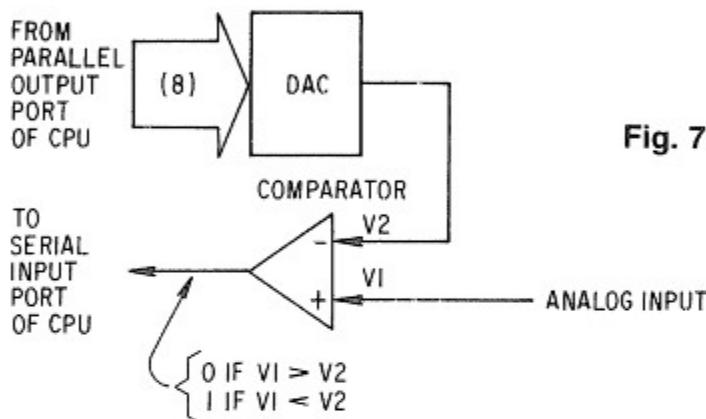 FROM
PARALLEL
OUTPUT
PORT
OF CPU
(8)
DAC
Fig. 7
COMPARATOR
TO
SERIAL
INPUT
PORT
OF CPU
V2
-
V1
+
ANALOG INPUT
0 IF V1 > V2
1 IF V1 < V2